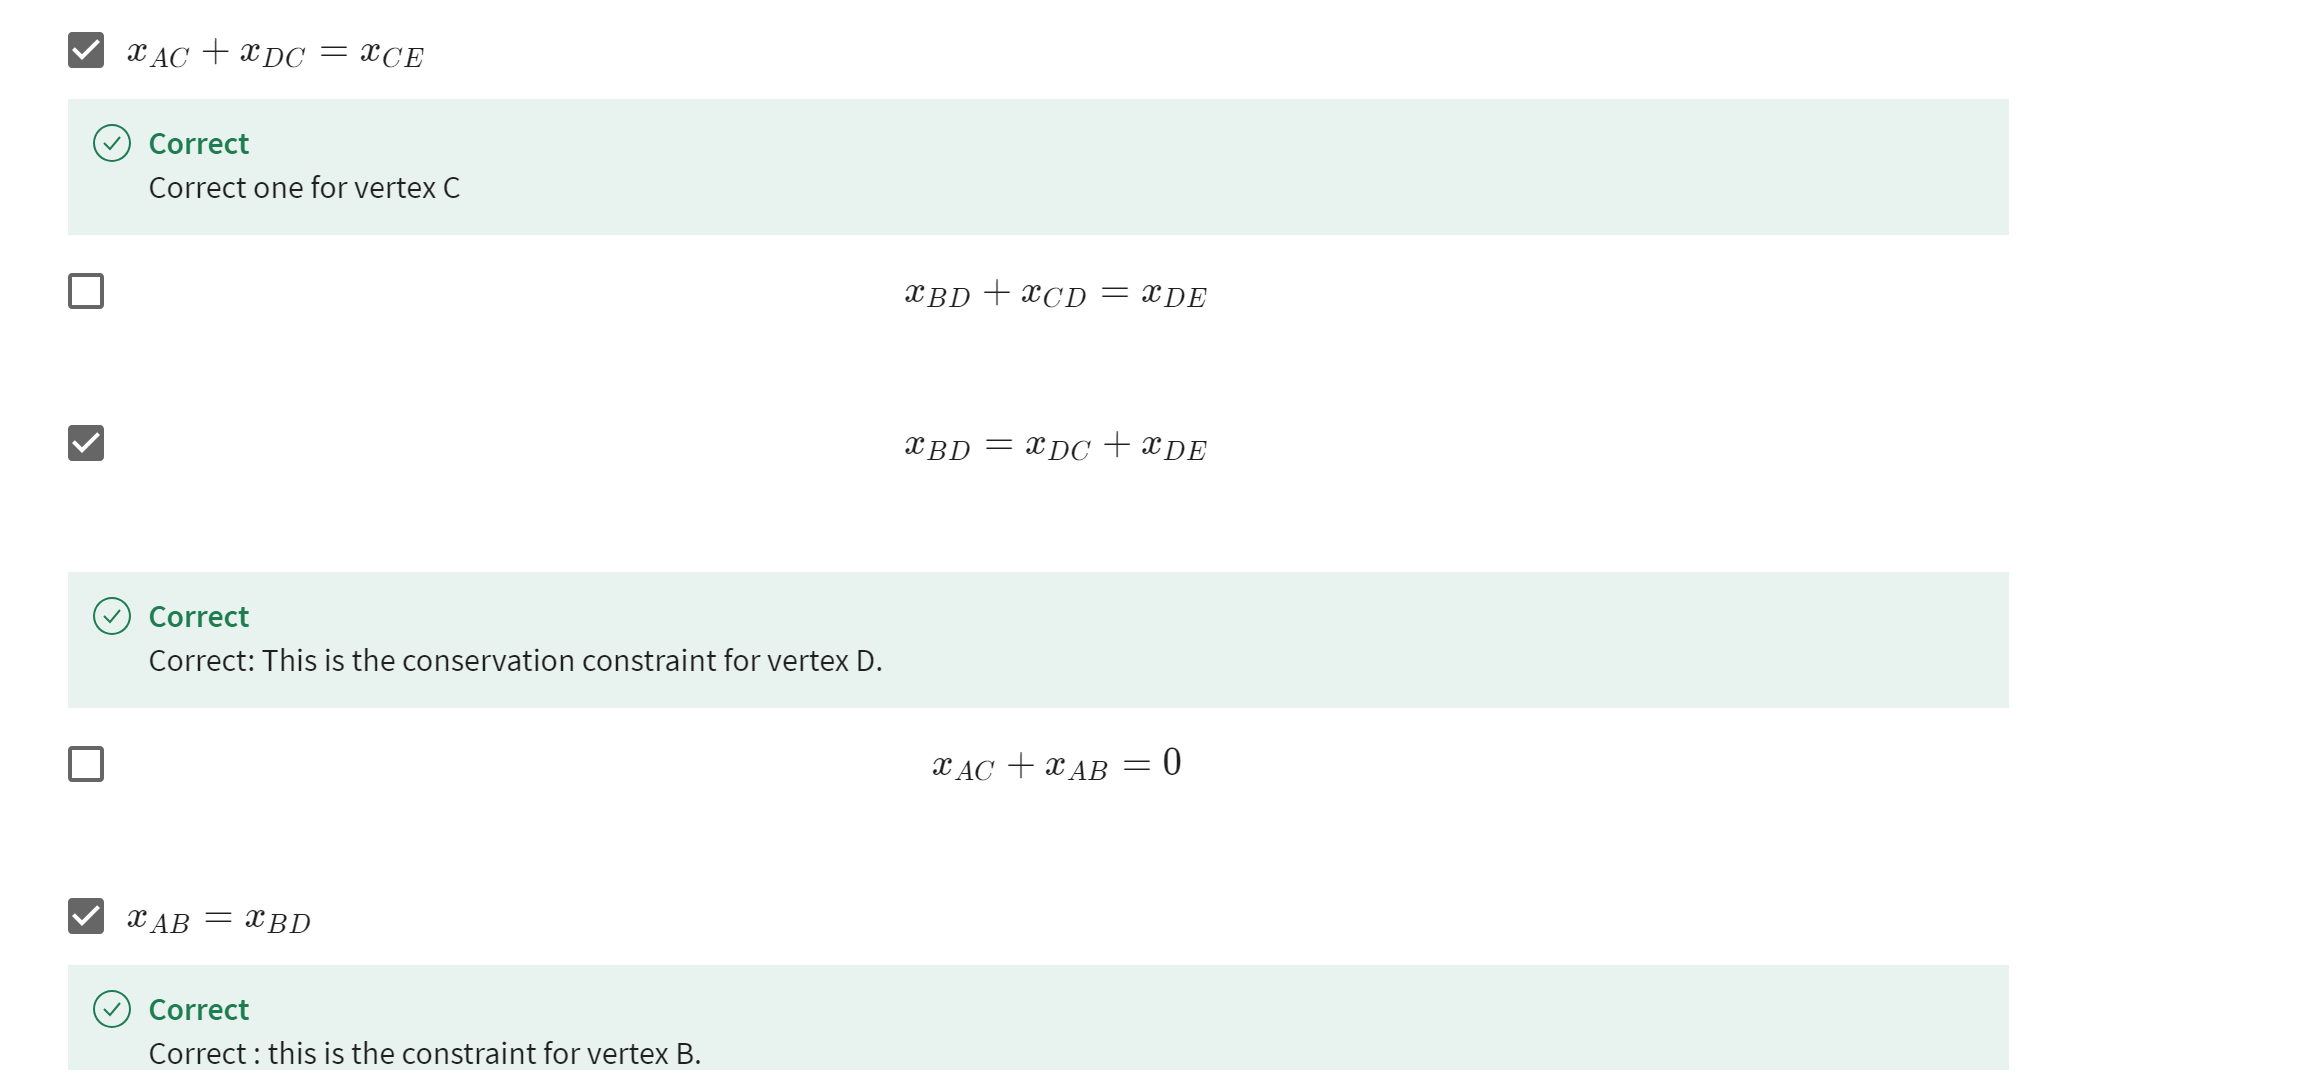 x_{AC} + x_{DC} = x_{CE}
Correct
Correct one for vertex C
x_{BD} + x_{CD} = x_{DE}
x_{BD} = x_{DC} + x_{DE}
Correct
Correct: This is the conservation constraint for vertex D.
x_{AC} + x_{AB} = 0
x_{AB} = x_{BD}
Correct
Correct : this is the constraint for vertex B.